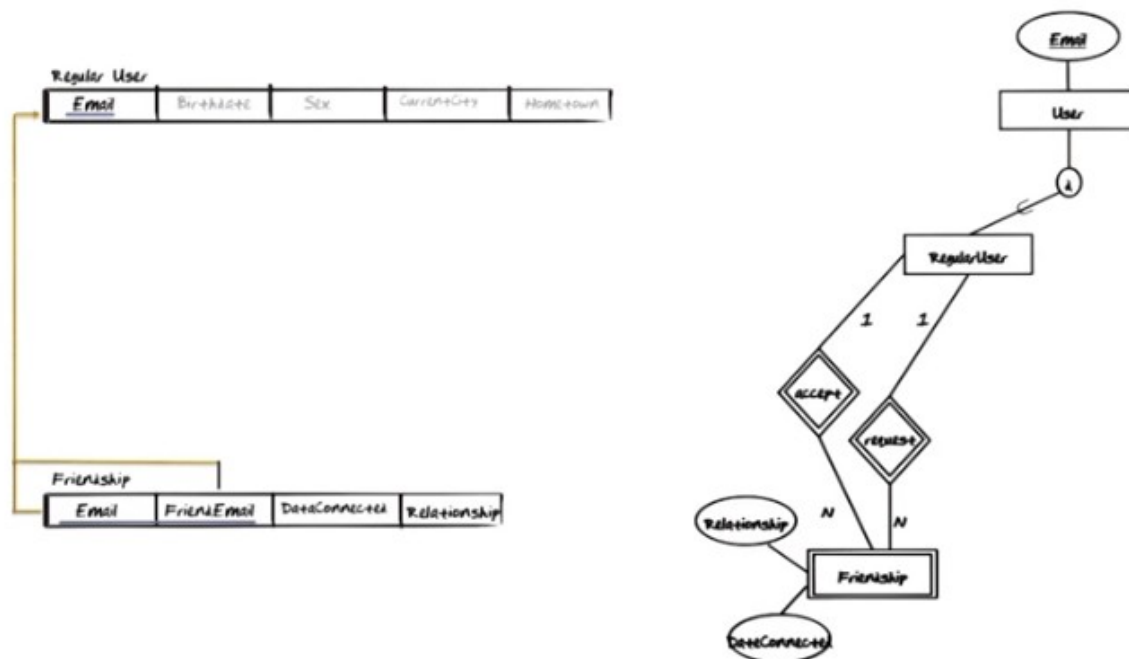 Regular User
Email Birthdate Sex CurrentCity Hometown
Friendship
Email FriendEmail DataConnected Relationship
Email
User
d
RegularUser
1 1
accept
request
N N
Relationship
Friendship
DateConnected